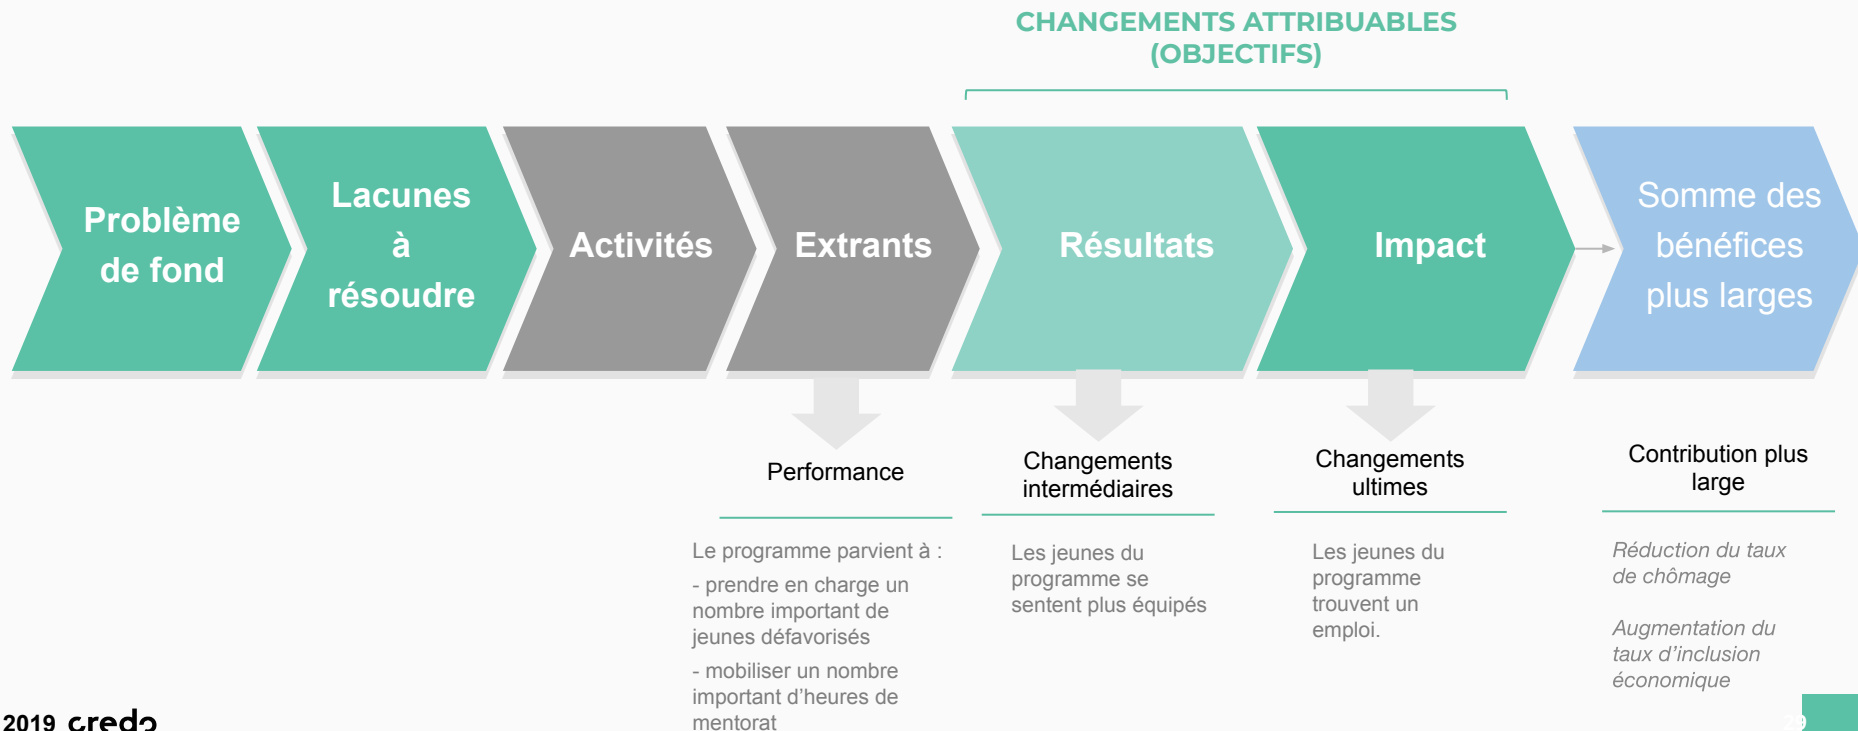 CHANGEMENTS ATTRIBUABLES
(OBJECTIFS)
Problème
de fond
Lacunes
à
résoudre
Activités
Extrants
Résultats
Impact
Somme des
bénéfices
plus larges
Performance
Le programme parvient à :
- prendre en charge un
nombre important de
jeunes défavorisés
- mobiliser un nombre
important d'heures de
mentorat
Changements
intermédiaires
Les jeunes du
programme se
sentent plus équipés
Changements
ultimes
Les jeunes du
programme
trouvent un
emploi.
Contribution plus
large
Réduction du taux
de chômage
Augmentation du
taux d'inclusion
économique
2019 credo
29